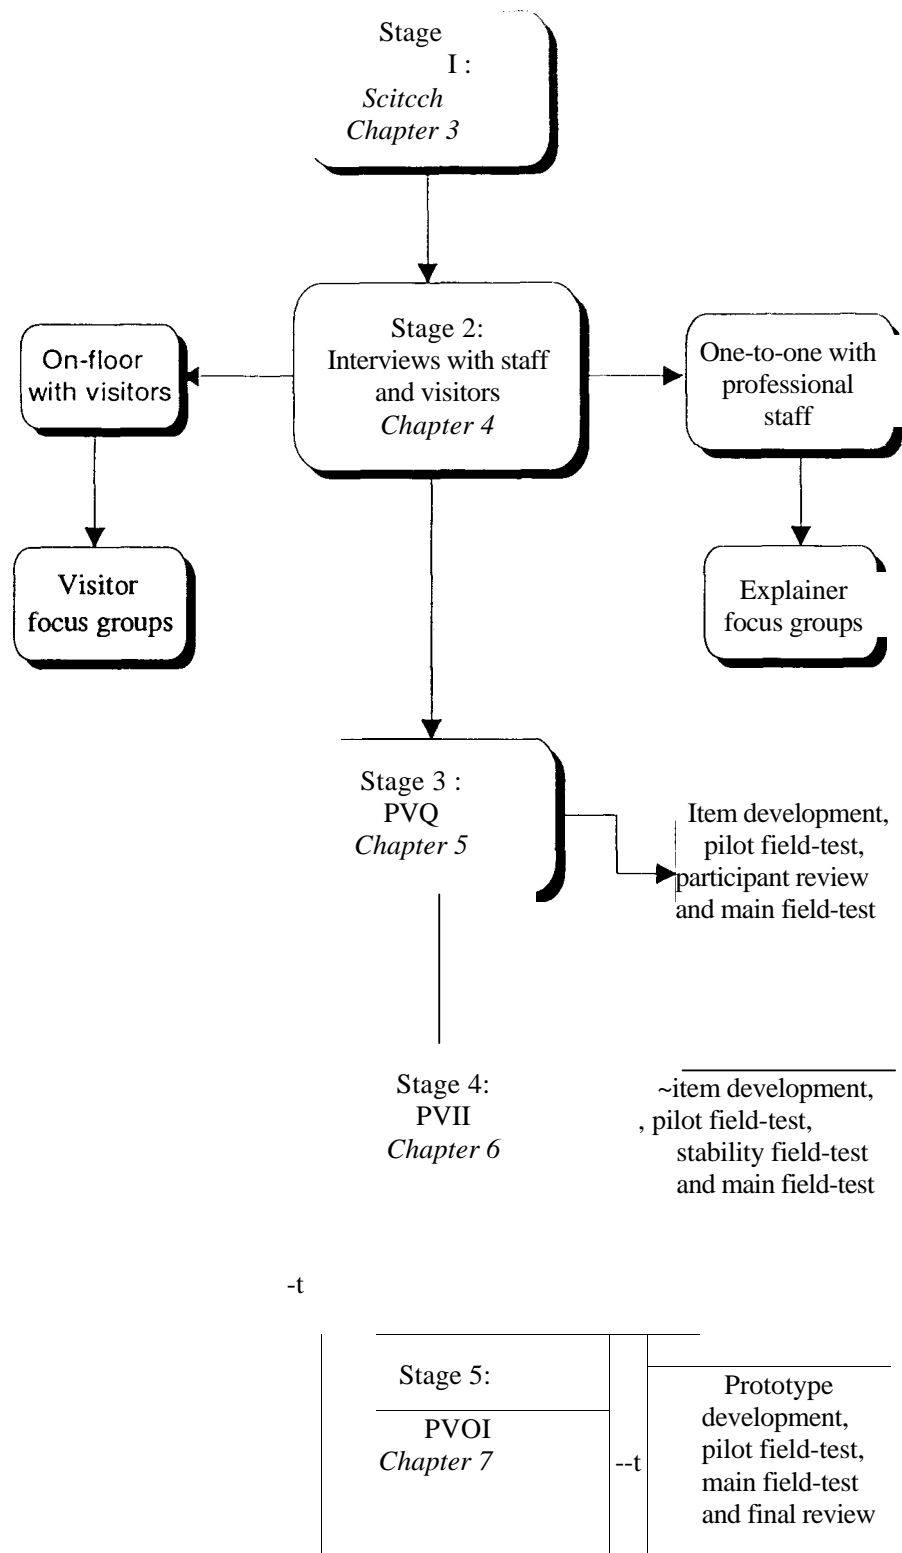 Stage
I :
Scitcch
Chapter 3
Stage 2:
Interviews with staff
and visitors
Chapter 4
On-floor
with visitors
One-to-one with
professional
staff
Visitor
focus groups
Explainer
focus groups
Stage 3 :
PVQ
Chapter 5
Item development,
pilot field-test,
participant review
and main field-test
Stage 4:
PVII
Chapter 6
~item development,
, pilot field-test,
stability field-test
and main field-test
-t
Stage 5:
PVOI
Chapter 7
--t
Prototype
development,
pilot field-test,
main field-test
and final review